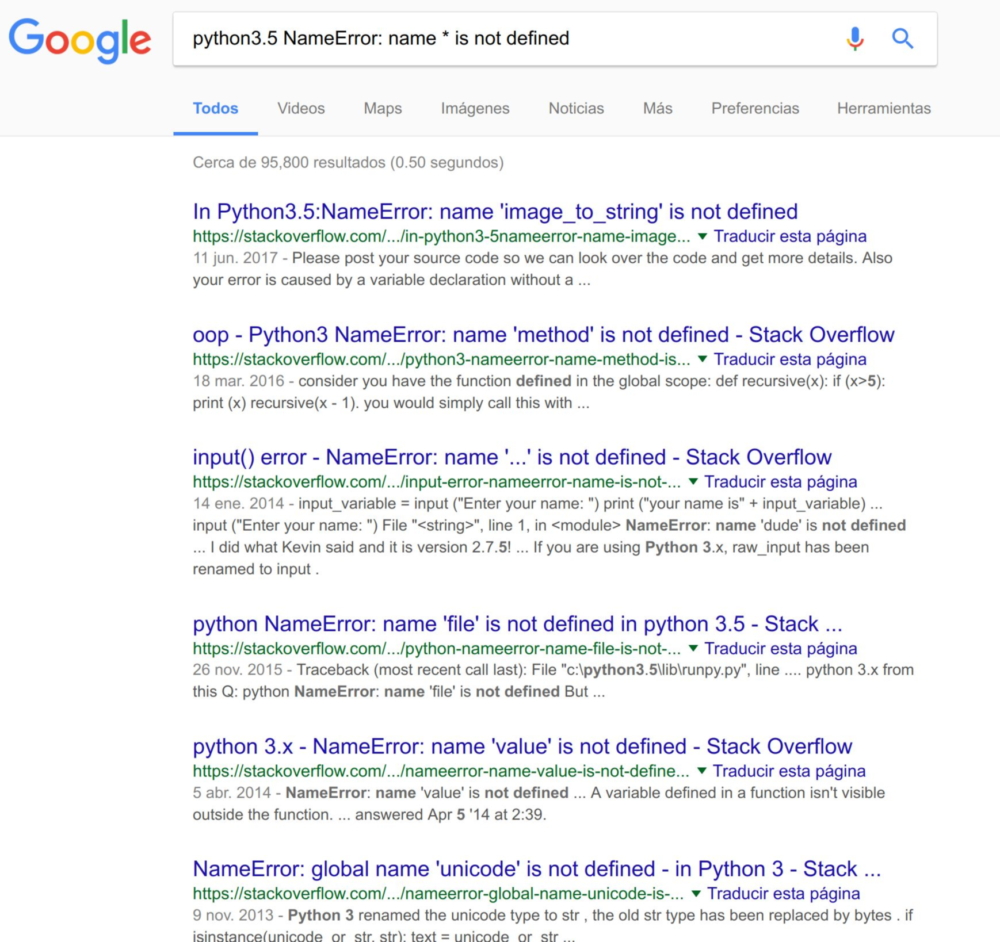 Google
python3.5 NameError: name * is not defined
Todos Videos Maps Imágenes Noticias Más Preferencias Herramientas
Cerca de 95,800 resultados (0.50 segundos)
In Python3.5:NameError: name 'image_to_string' is not defined
https://stackoverflow.com/.../in-python3-5nameerror-name-image... Traducir esta página
11 jun. 2017 - Please post your source code so we can look over the code and get more details. Also
your error is caused by a variable declaration without a ...
oop - Python3 NameError: name 'method' is not defined - Stack Overflow
https://stackoverflow.com/.../python3-nameerror-name-method-is... Traducir esta página
18 mar. 2016 - consider you have the function defined in the global scope: def recursive(x): if (x>5):
print (x) recursive(x - 1). you would simply call this with ...
input() error - NameError: name '...' is not defined - Stack Overflow
https://stackoverflow.com/.../input-error-nameerror-name-is-not-... Traducir esta página
14 ene. 2014 - input_variable = input ("Enter your name: ") print ("your name is" + input_variable) ...
input ("Enter your name: ") File "<string>", line 1, in <module> NameError: name 'dude' is not defined
... I did what Kevin said and it is version 2.7.5! ... If you are using Python 3.x, raw_input has been
renamed to input .
python NameError: name 'file' is not defined in python 3.5 - Stack ...
https://stackoverflow.com/.../python-nameerror-name-file-is-not-... Traducir esta página
26 nov. 2015 - Traceback (most recent call last): File "c:\python3.5\lib\runpy.py", line .... python 3.x from
this Q: python NameError: name 'file' is not defined But ...
python 3.x - NameError: name 'value' is not defined - Stack Overflow
https://stackoverflow.com/.../nameerror-name-value-is-not-define... Traducir esta página
5 abr. 2014 - NameError: name 'value' is not defined ... A variable defined in a function isn't visible
outside the function. ... answered Apr 5 '14 at 2:39.
NameError: global name 'unicode' is not defined - in Python 3 - Stack ...
https://stackoverflow.com/.../nameerror-global-name-unicode-is-... Traducir esta página
9 nov. 2013 - Python 3 renamed the unicode type to str , the old str type has been replaced by bytes . if
isinstance(unicode_or_str, str): text = unicode_or_str ...